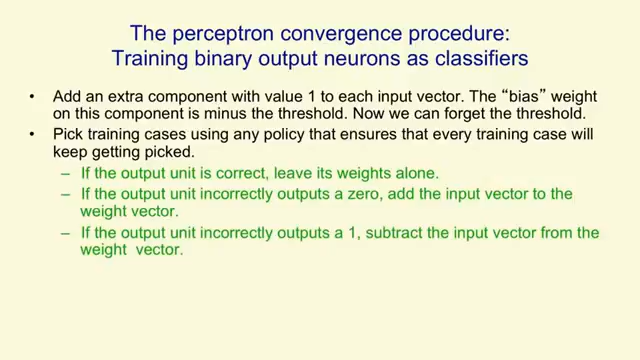 The perceptron convergence procedure:
Training binary output neurons as classifiers
• Add an extra component with value 1 to each input vector. The “bias” weight
on this component is minus the threshold. Now we can forget the threshold.
• Pick training cases using any policy that ensures that every training case will
keep getting picked.
– If the output unit is correct, leave its weights alone.
– If the output unit incorrectly outputs a zero, add the input vector to the
weight vector.
– If the output unit incorrectly outputs a 1, subtract the input vector from the
weight vector.